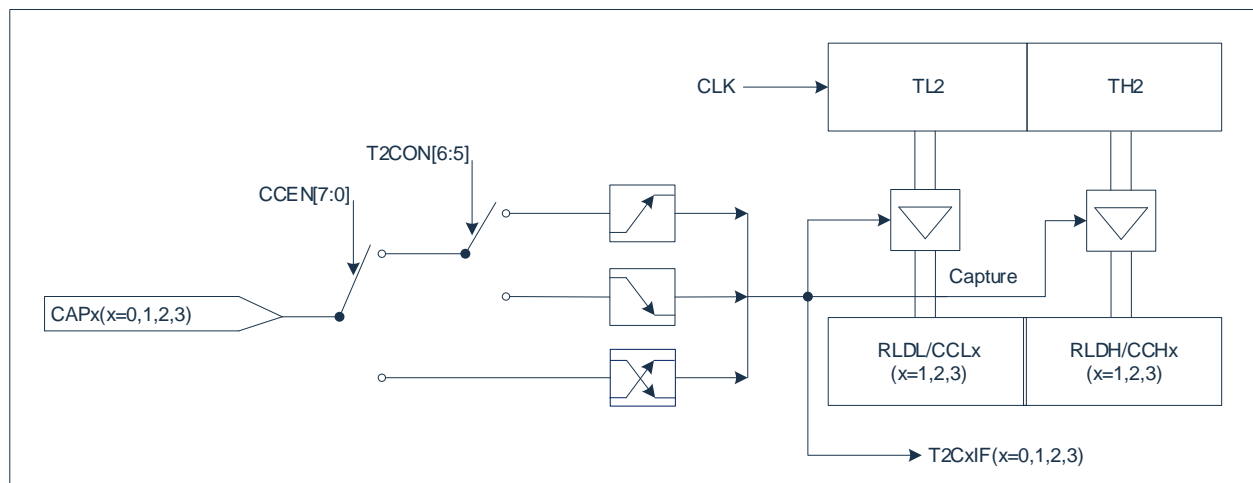 CLK
TL2
TH2
T2CON[6:5]
CCEN[7:0]
Capture
CAPx(x=0,1,2,3)
RLDL/CCLx
(x=1,2,3)
RLDH/CCHx
(x=1,2,3)
T2CxIF(x=0,1,2,3)